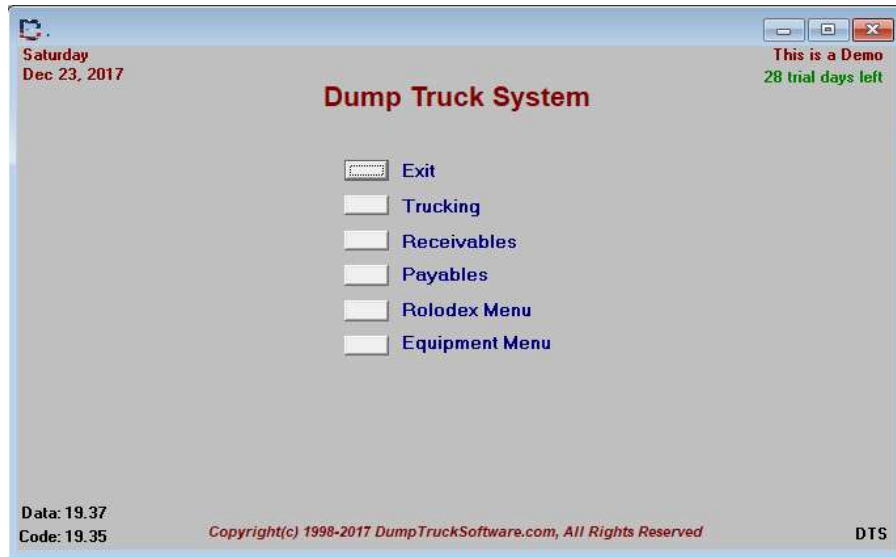 Saturday
This is a Demo
Dec 23, 2017
28 trial days left
Dump Truck System
Exit
Trucking
Receivables
Payables
Rolodex Menu
Equipment Menu
Data: 19.37
Code: 19.35
Copyright(c) 1998-2017 DumpTruckSoftware.com, All Rights Reserved
DTS